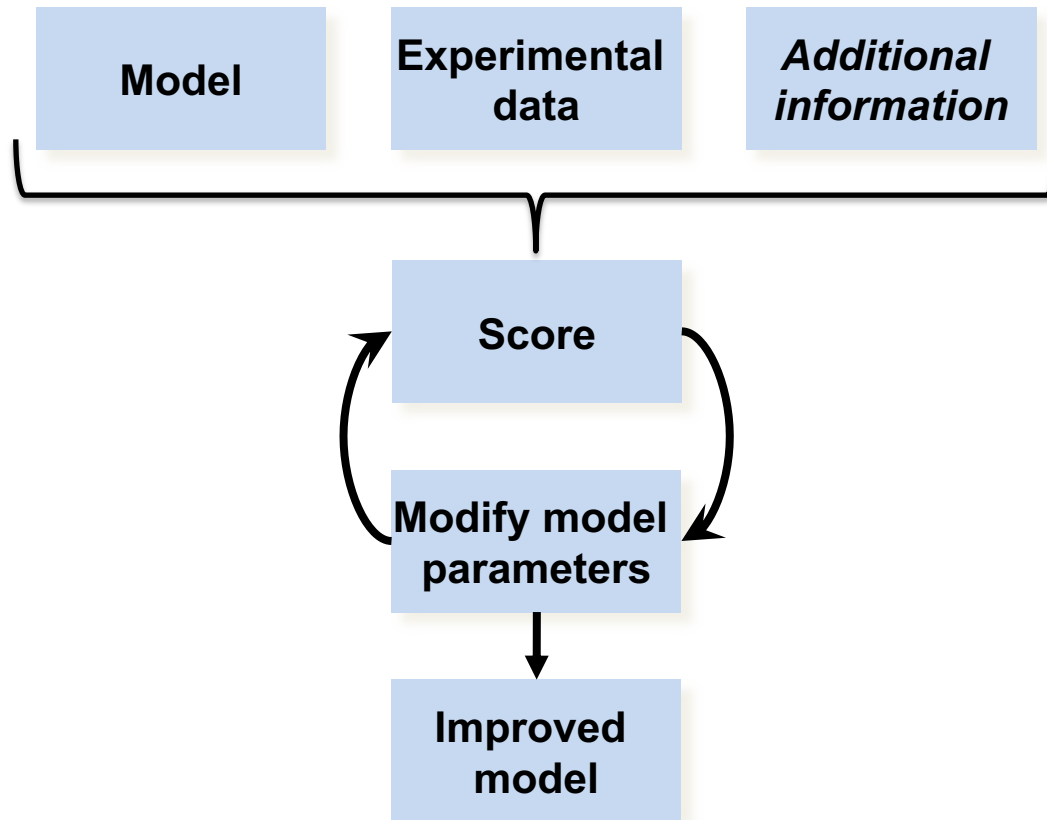 Model
Experimental
data
Additional
information
Score
Modify model
parameters
Improved
model